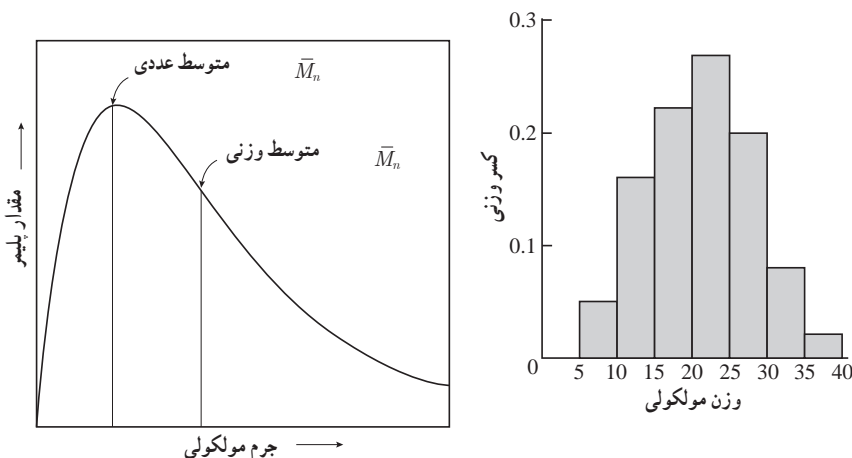 متوسط عددی M̄n
متوسط وزنی M̄n
مقدار پلیمر
جرم مولکولی
0.3
0.2
0.1
0
کسر وزنی
5 10 15 20 25 30 35 40
وزن مولکولی